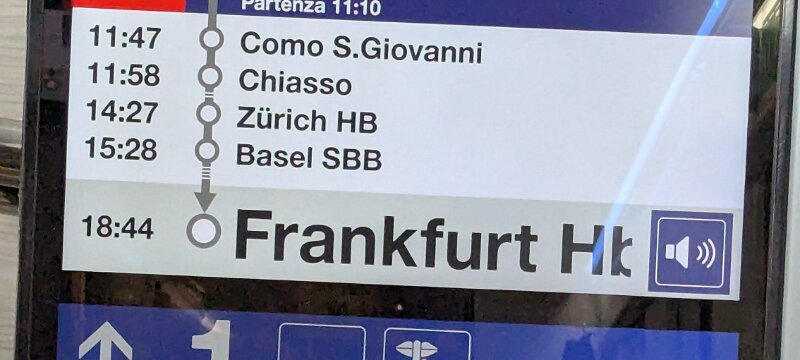 Partenza 11:10
11:47 Como S.Giovanni
11:58 Chiasso
14:27 Zürich HB
15:28 Basel SBB
18:44 Frankfurt Hb
1